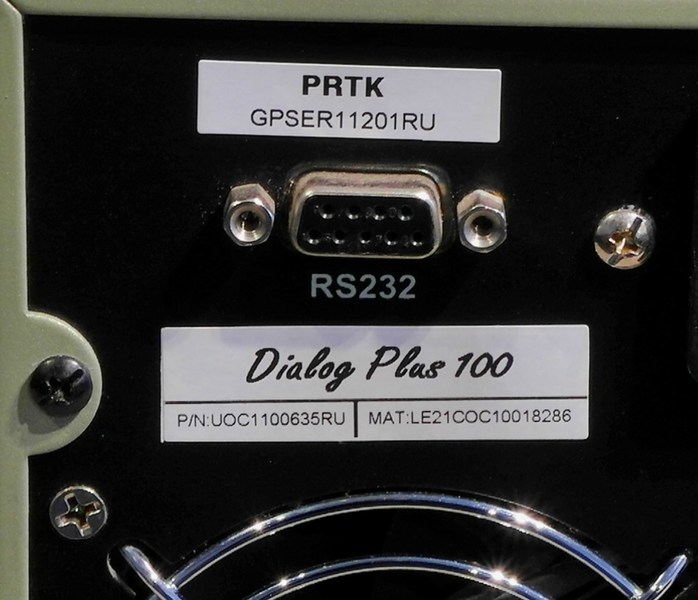 PRTK
GPSER11201RU
RS232
Dialog Plus 100
P/N:UOC1100635RU
MAT:LE21COC10018286